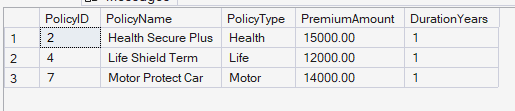 PolicyID PolicyName PolicyType PremiumAmount DurationYears
1 2 Health Secure Plus Health 15000.00 1
2 4 Life Shield Term Life 12000.00 1
3 7 Motor Protect Car Motor 14000.00 1